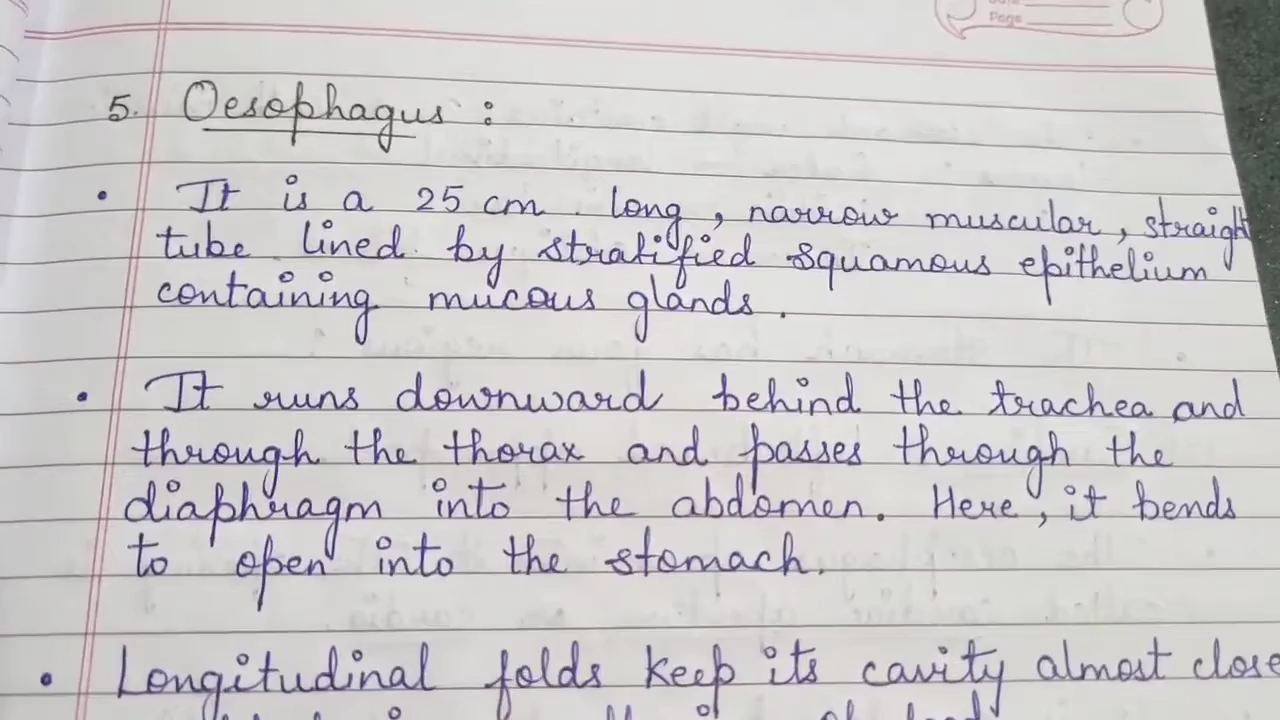 Page
5. Oesophagus :
• It is a 25 cm long, narrow muscular, straight
tube lined by stratified squamous epithelium
containing mucous glands.
• It runs downward behind the trachea and
through the thorax and passes through the
diaphragm into the abdomen. Here, it bends
to open into the stomach.
• Longitudinal folds keep its cavity almost close